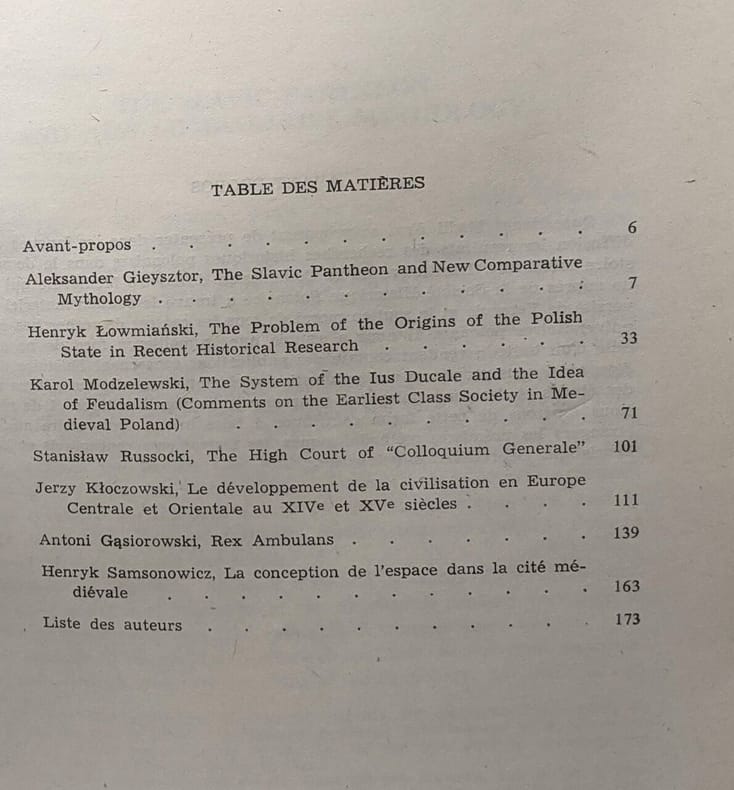 TABLE DES MATIÈRES
Avant-propos . . . . . . . . . . . . 6
Aleksander Gieysztor, The Slavic Pantheon and New Comparative
Mythology . . . . . . . . . . . . 7
Henryk Łowmiański, The Problem of the Origins of the Polish
State in Recent Historical Research . . . . . . 33
Karol Modzelewski, The System of the Ius Ducale and the Idea
of Feudalism (Comments on the Earliest Class Society in Me-
dieval Poland) . . . . . . . . . . 71
Stanisław Russocki, The High Court of “Colloquium Generale” 101
Jerzy Kłoczowski, Le développement de la civilisation en Europe
Centrale et Orientale au XIVe et XVe siècles . . . . 111
Antoni Gąsiorowski, Rex Ambulans . . . . . . . 139
Henryk Samsonowicz, La conception de l'espace dans la cité mé-
diévale . . . . . . . . . . . . 163
Liste des auteurs . . . . . . . . . . . 173